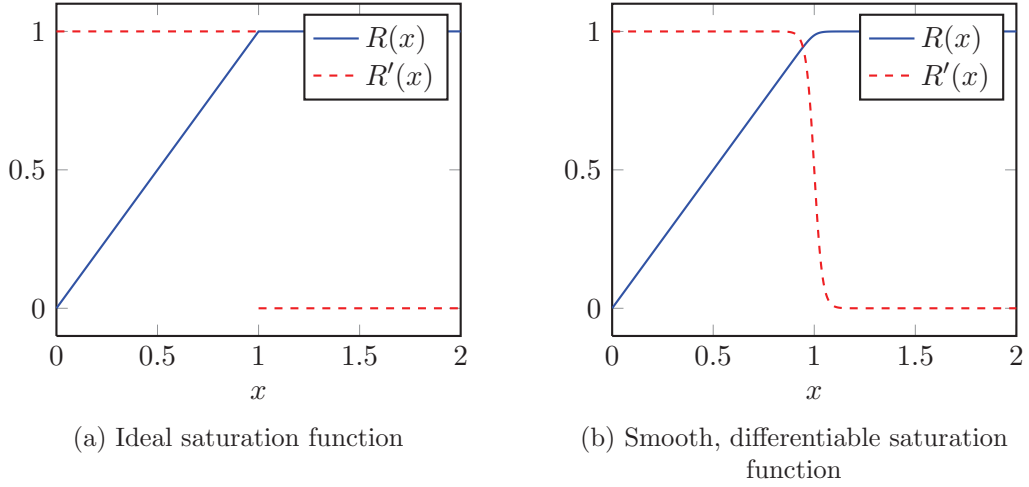 1
0.5
0
0
0.5
1
1.5
2
x
R(x)
R′(x)
(a) Ideal saturation function
1
0.5
0
0
0.5
1
1.5
2
x
R(x)
R′(x)
(b) Smooth, differentiable saturation
function